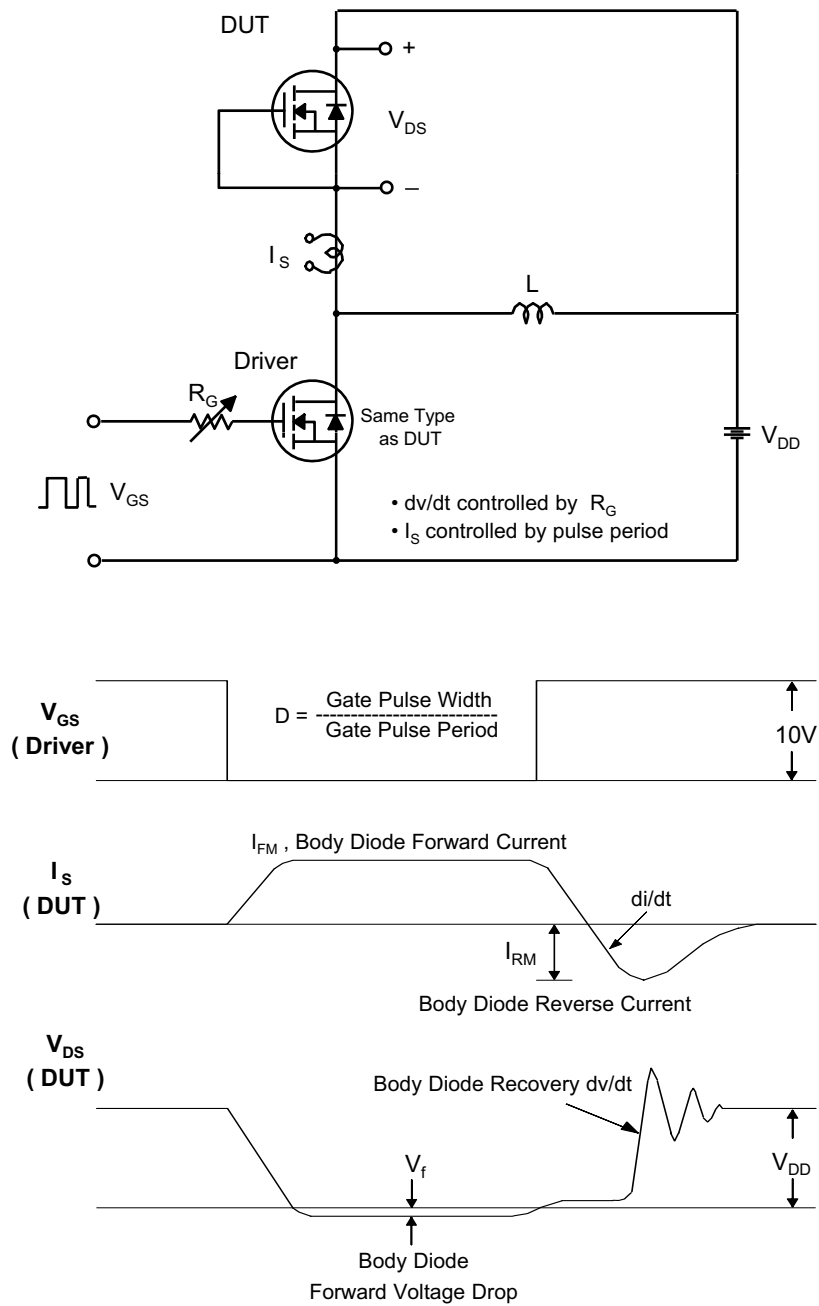 DUT
+
V_DS
–
I_S
L
Driver
R_G
Same Type
as DUT
V_DD
V_GS
• dv/dt controlled by R_G
• I_S controlled by pulse period
V_GS
( Driver )
D = Gate Pulse Width
Gate Pulse Period
10V
I_FM , Body Diode Forward Current
I_S
( DUT )
di/dt
I_RM
Body Diode Reverse Current
V_DS
( DUT )
Body Diode Recovery dv/dt
V_f
V_DD
Body Diode
Forward Voltage Drop